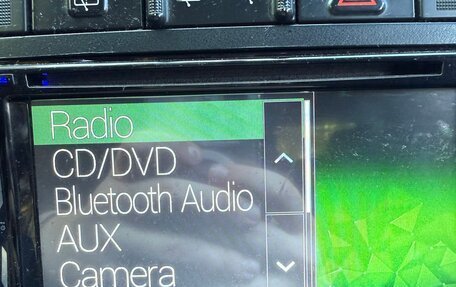 Radio
CD/DVD
Bluetooth Audio
AUX
Camera